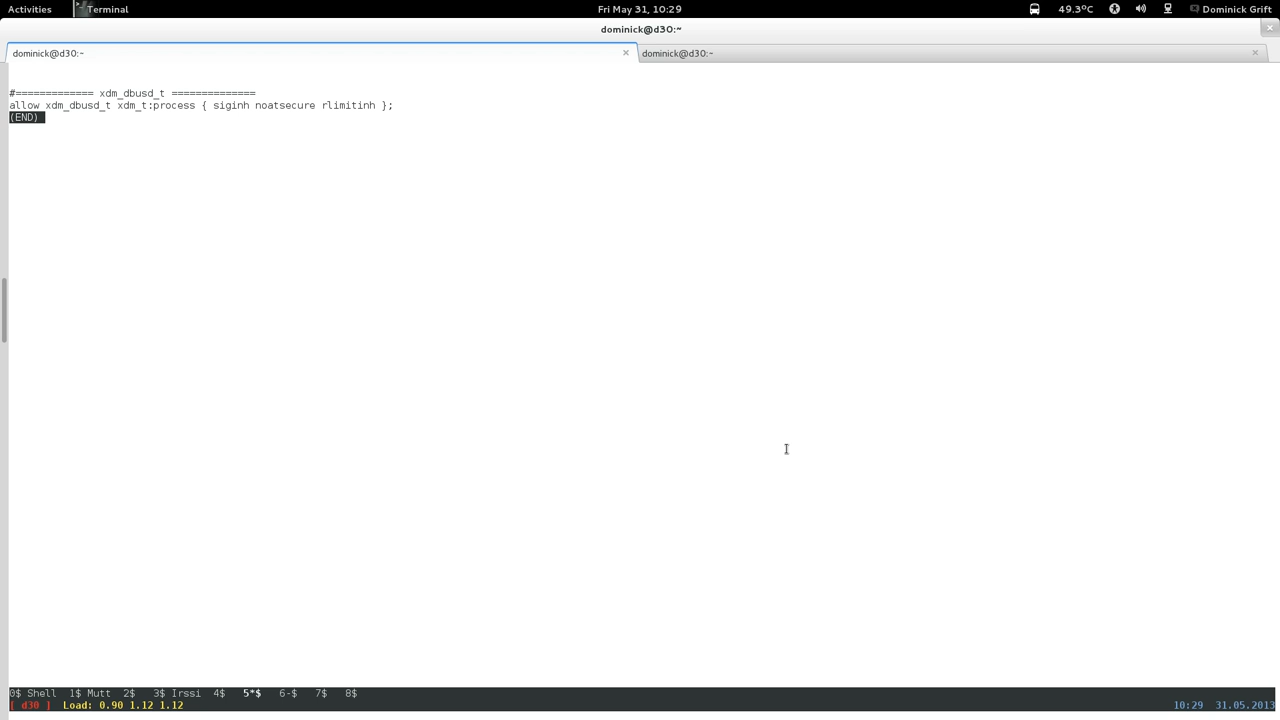 Activities Terminal Fri May 31, 10:29 49.3°C Dominick Grift
dominick@d30:~
dominick@d30:~ dominick@d30:~
#============= xdm_dbusd_t ==============
allow xdm_dbusd_t xdm_t:process { siginh noatsecure rlimitinh };
(END)
0$ Shell 1$ Mutt 2$ 3$ Irssi 4$ 5*$ 6-$ 7$ 8$
[ d30 ] Load: 0.90 1.12 1.12 10:29 31.05.2013